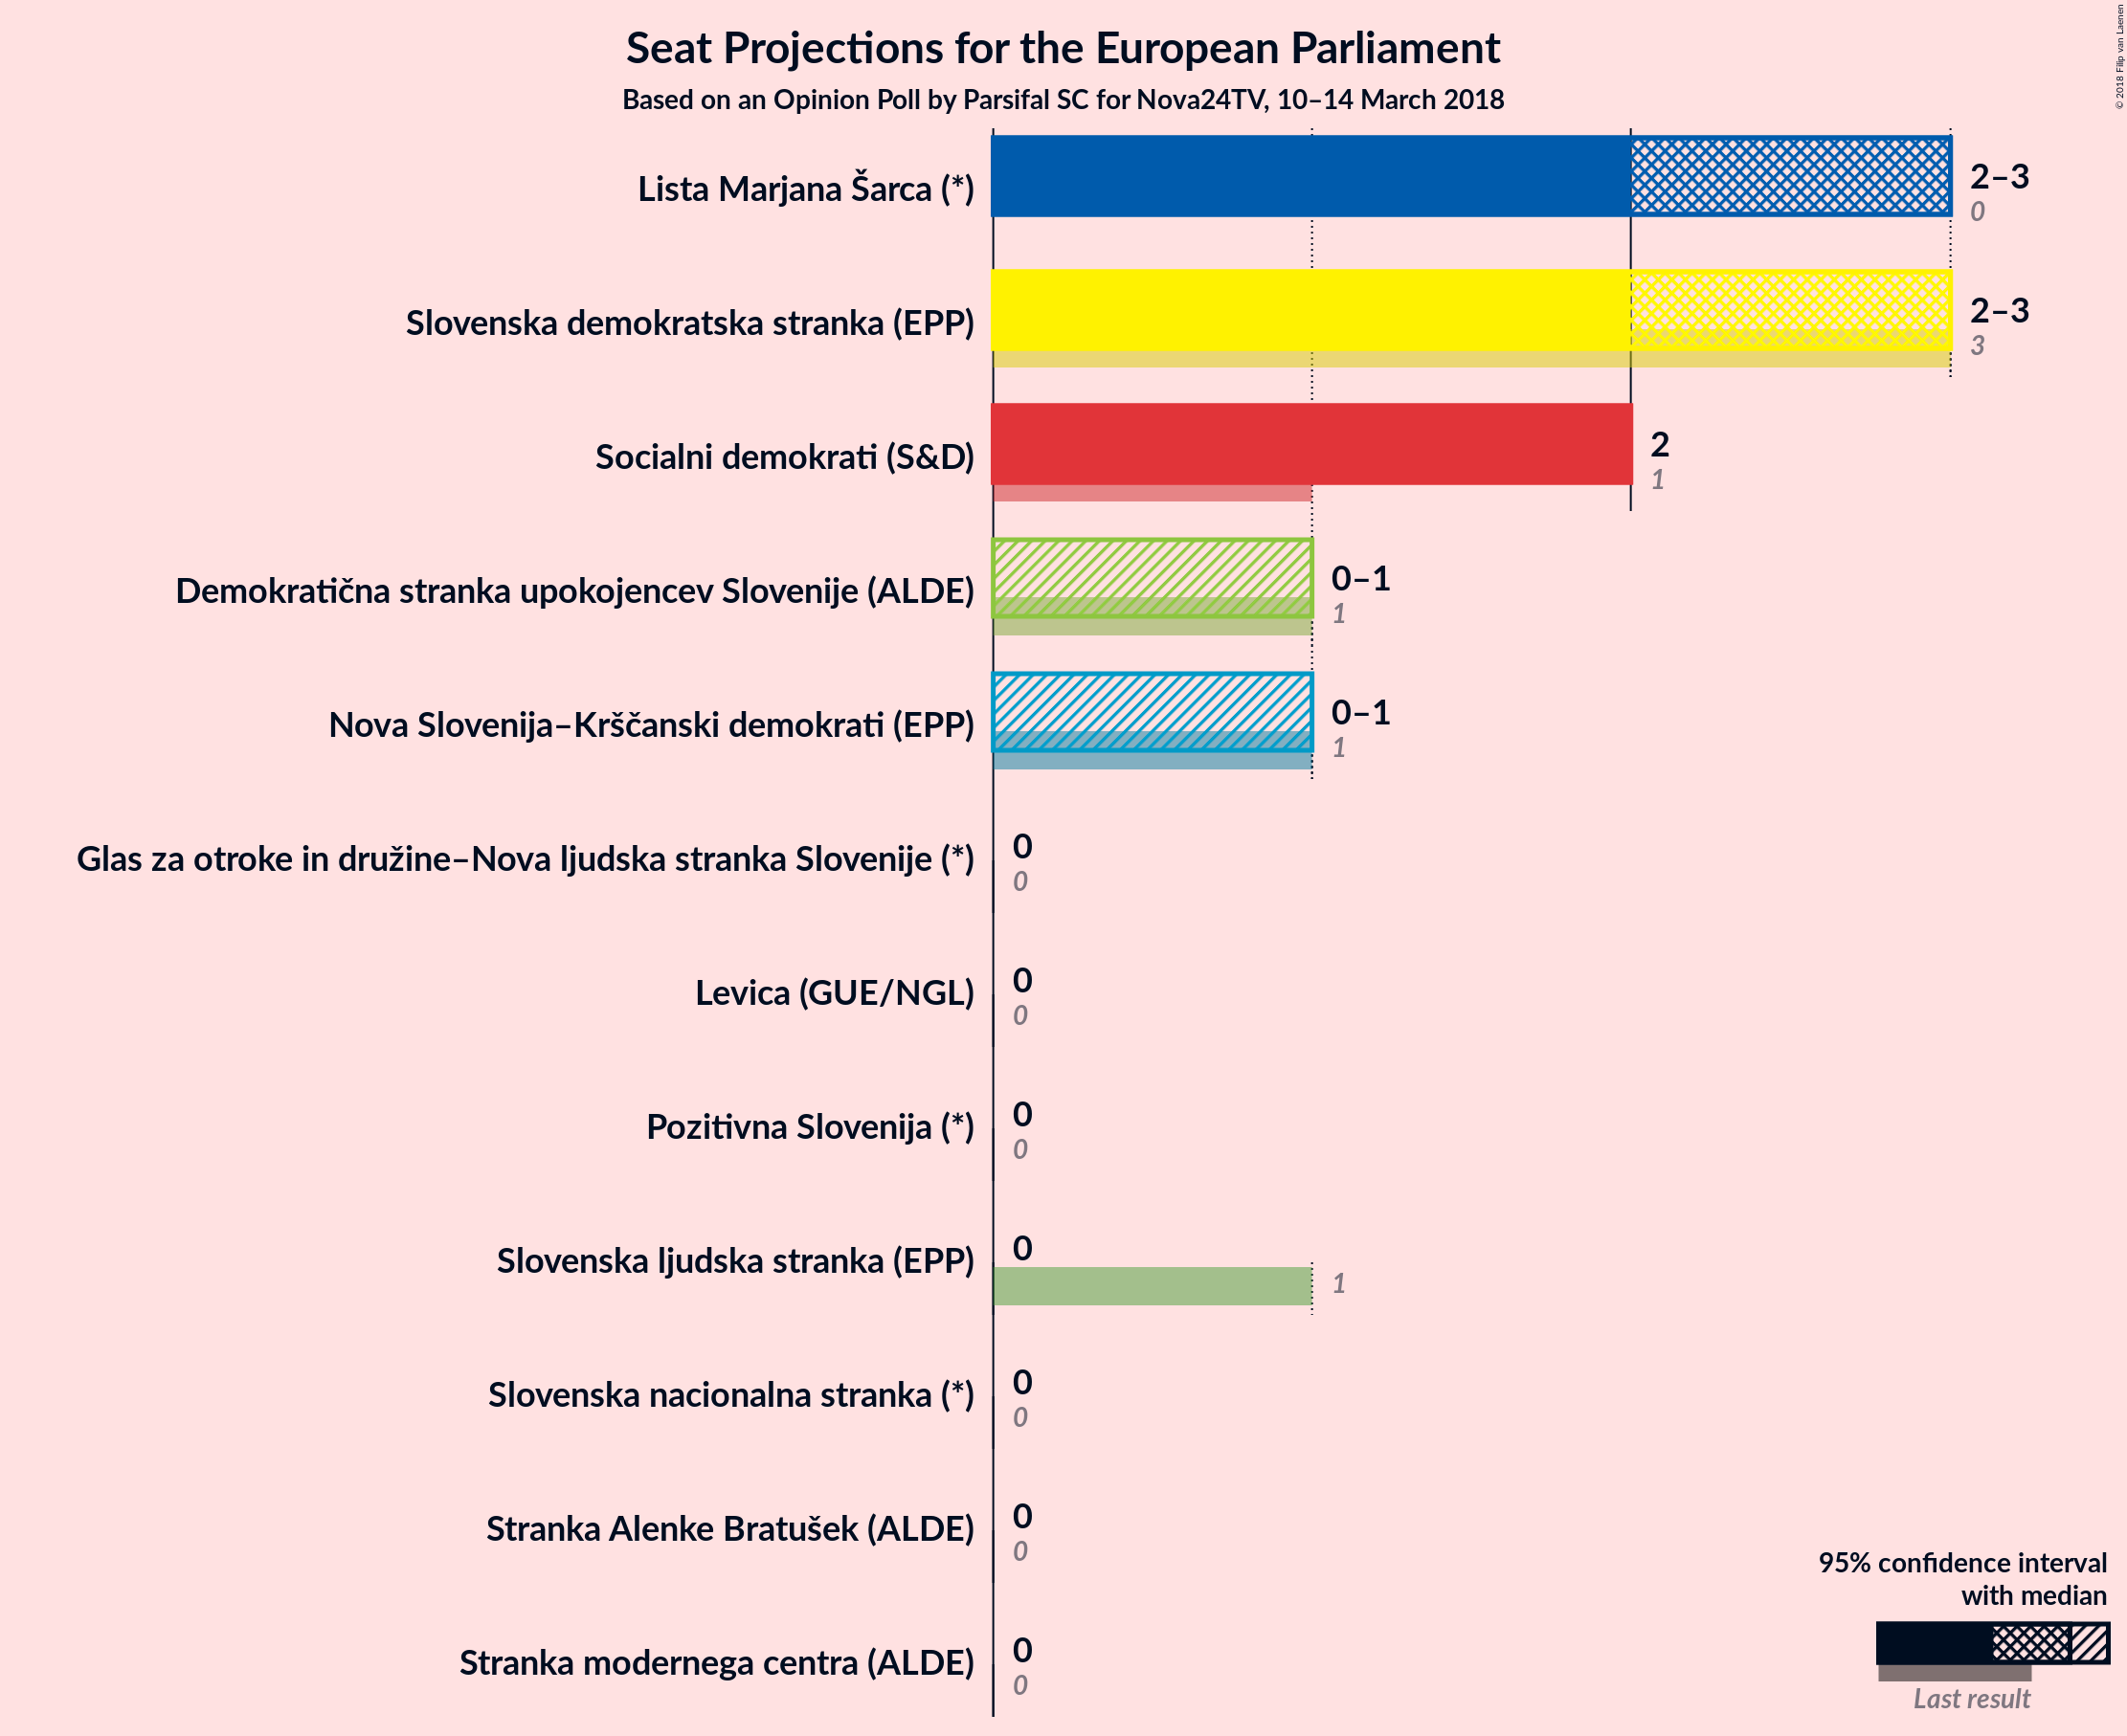 Seat Projections for the European Parliament
Based on an Opinion Poll by Parsifal SC for Nova24TV, 10–14 March 2018
© 2018 Filip van Laenen
Lista Marjana Šarca (*)
2–3
0
Slovenska demokratska stranka (EPP)
2–3
3
Socialni demokrati (S&D)
2
1
Demokratična stranka upokojencev Slovenije (ALDE)
0–1
1
Nova Slovenija–Krščanski demokrati (EPP)
0–1
1
Glas za otroke in družine–Nova ljudska stranka Slovenije (*)
0
0
Levica (GUE/NGL)
0
0
Pozitivna Slovenija (*)
0
0
Slovenska ljudska stranka (EPP)
0
1
Slovenska nacionalna stranka (*)
0
0
Stranka Alenke Bratušek (ALDE)
0
0
Stranka modernega centra (ALDE)
0
0
95% confidence interval
with median
Last result